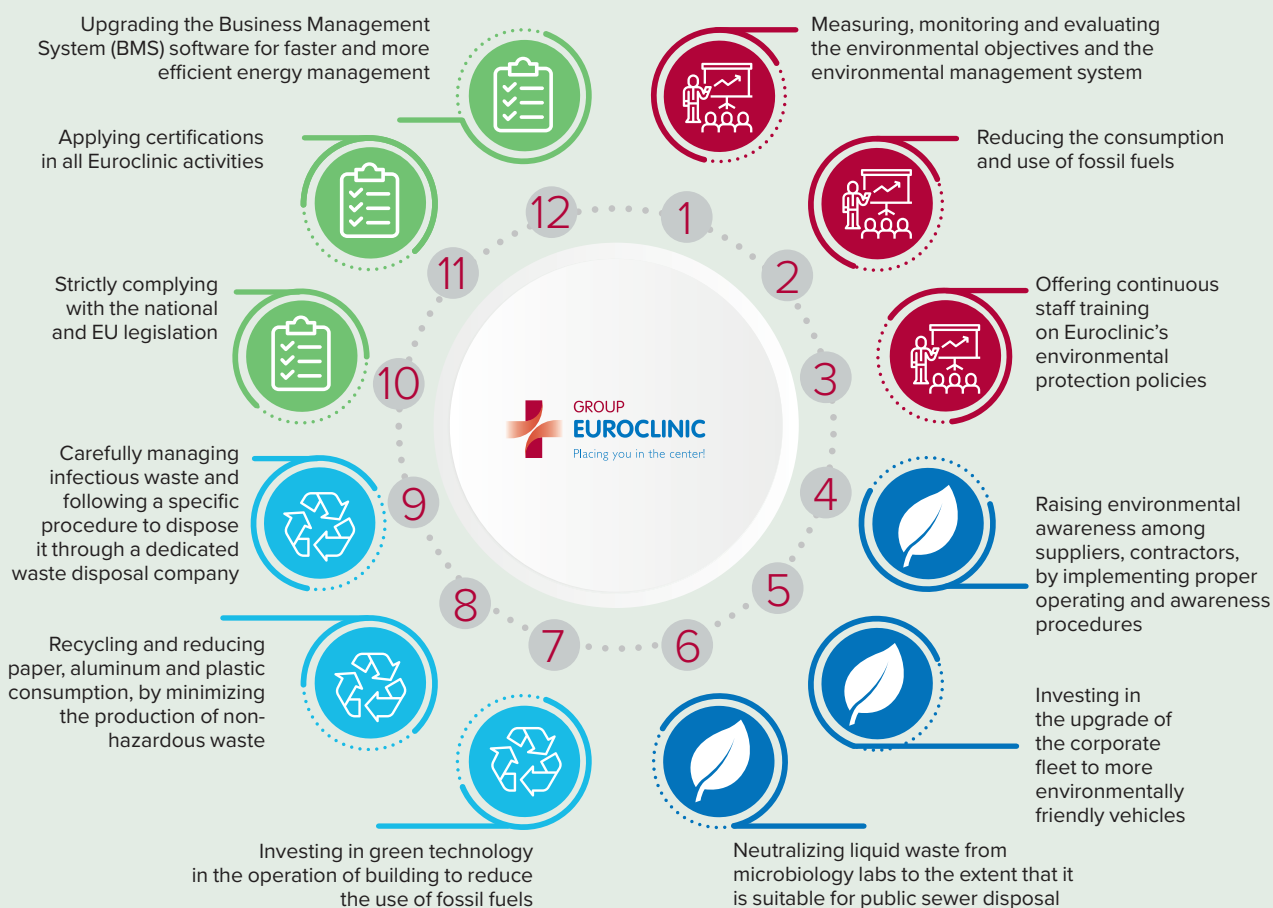 Upgrading the Business Management
System (BMS) software for faster and more
efficient energy management
Measuring, monitoring and evaluating
the environmental objectives and the
environmental management system
Applying certifications
in all Euroclinic activities
Reducing the consumption
and use of fossil fuels
12
1
11
2
Strictly complying
with the national
and EU legislation
Offering continuous
staff training
on Euroclinic’s
environmental
protection policies
10
3
GROUP
EUROCLINIC
Placing you in the center!
Carefully managing
infectious waste and
following a specific
procedure to dispose
it through a dedicated
waste disposal company
9
4
Raising environmental
awareness among
suppliers, contractors,
by implementing proper
operating and awareness
procedures
8
5
7
6
Recycling and reducing
paper, aluminum and plastic
consumption, by minimizing
the production of non-
hazardous waste
Investing in
the upgrade of
the corporate
fleet to more
environmentally
friendly vehicles
Investing in green technology
in the operation of building to reduce
the use of fossil fuels
Neutralizing liquid waste from
microbiology labs to the extent that it
is suitable for public sewer disposal